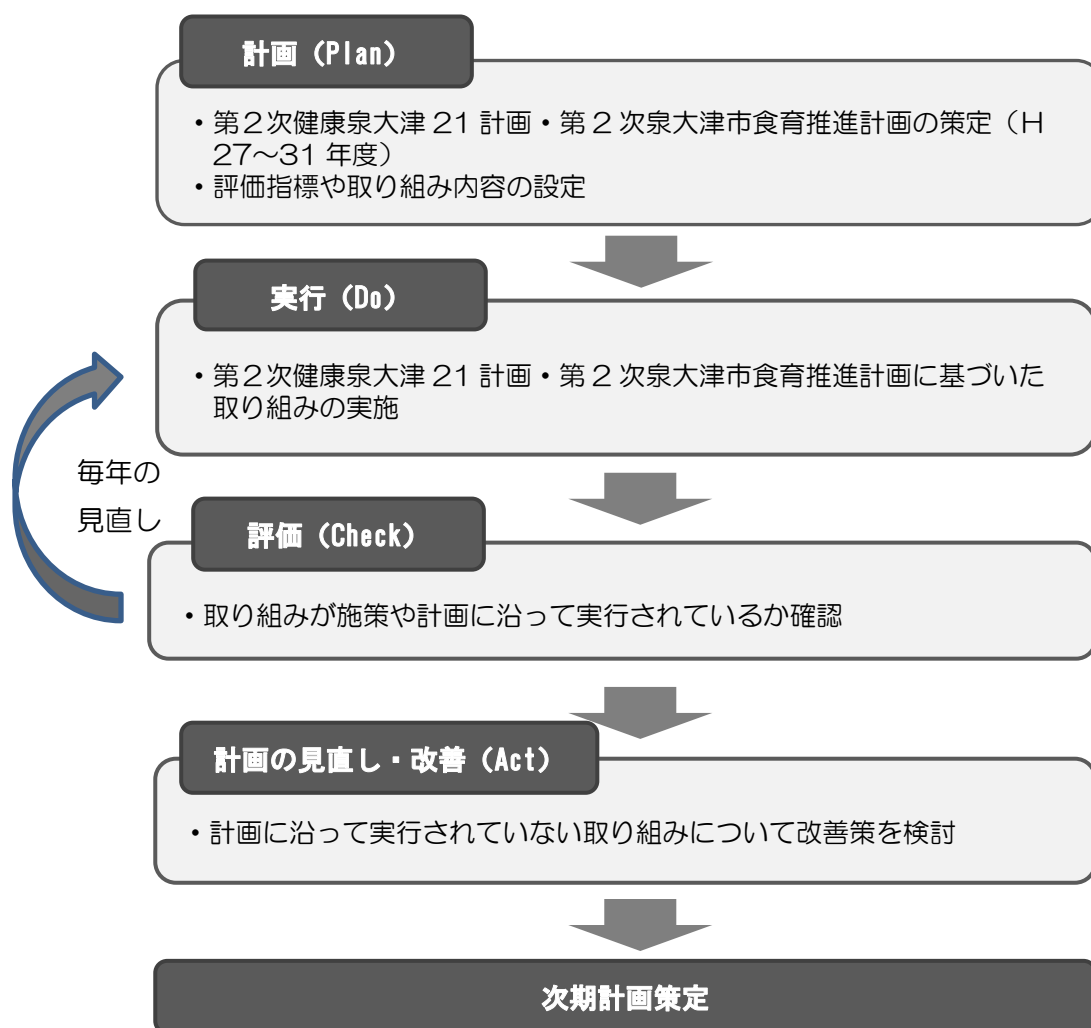 計画(Plan)
・第2次健康泉大津 21 計画・第 2 次泉大津市食育推進計画の策定(H
27～31 年度)
・評価指標や取り組み内容の設定
実行(Do)
・第2次健康泉大津 21 計画・第 2 次泉大津市食育推進計画に基づいた
取り組みの実施
毎年の
見直し
評価(Check)
・取り組みが施策や計画に沿って実行されているか確認
計画の見直し・改善(Act)
・計画に沿って実行されていない取り組みについて改善策を検討
次期計画策定